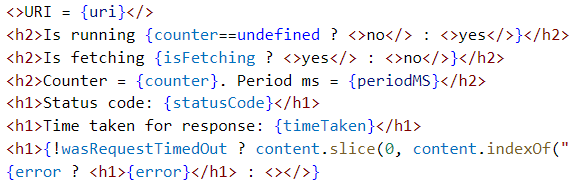 <>URI = {uri}</>
<h2>Is running {counter==undefined ? <>no</> : <>yes</>}</h2>
<h2>Is fetching {isFetching ? <>yes</> : <>no</>}</h2>
<h2>Counter = {counter}. Period ms = {periodMS}</h2>
<h1>Status code: {statusCode}</h1>
<h1>Time taken for response: {timeTaken}</h1>
<h1>{!wasRequestTimedOut ? content.slice(0, content.indexOf("
{error ? <h1>{error}</h1> : <></>}